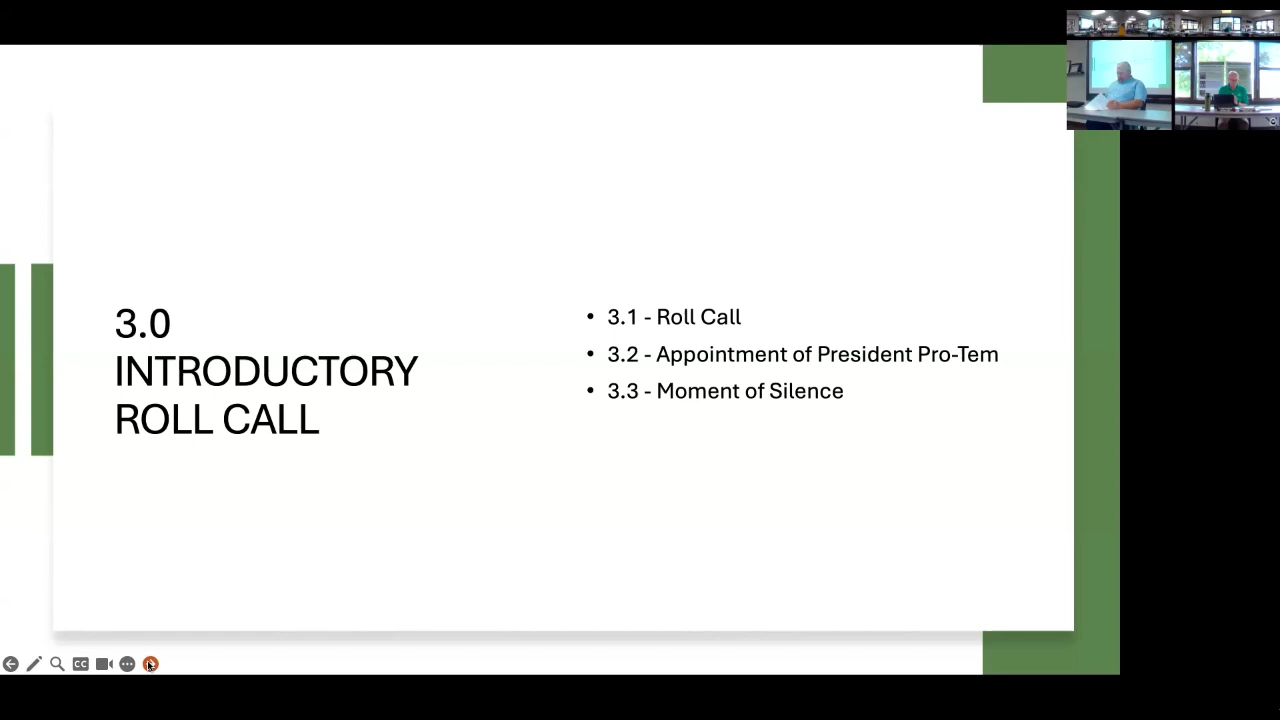 3.0
INTRODUCTORY
ROLL CALL
• 3.1 - Roll Call
• 3.2 - Appointment of President Pro-Tem
• 3.3 - Moment of Silence
CC